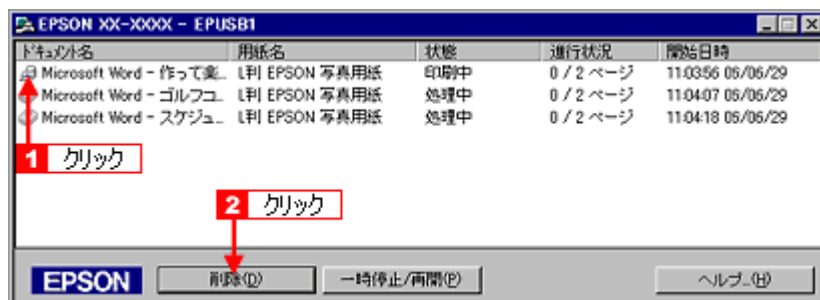 EPSON XX-XXXX - EPUSB1
ドキュメント名 用紙名 状態 進行状況 開始日時
Microsoft Word - 作って楽... L判 EPSON 写真用紙 印刷中 0 / 2 ページ 11:03:56 05/06/29
Microsoft Word - ゴルフコ... L判 EPSON 写真用紙 処理中 0 / 2 ページ 11:04:07 05/06/29
Microsoft Word - スケジュ... L判 EPSON 写真用紙 処理中 0 / 2 ページ 11:04:18 05/06/29
1 クリック
2 クリック
EPSON 削除(D) 一時停止/再開(P) ヘルプ...(H)